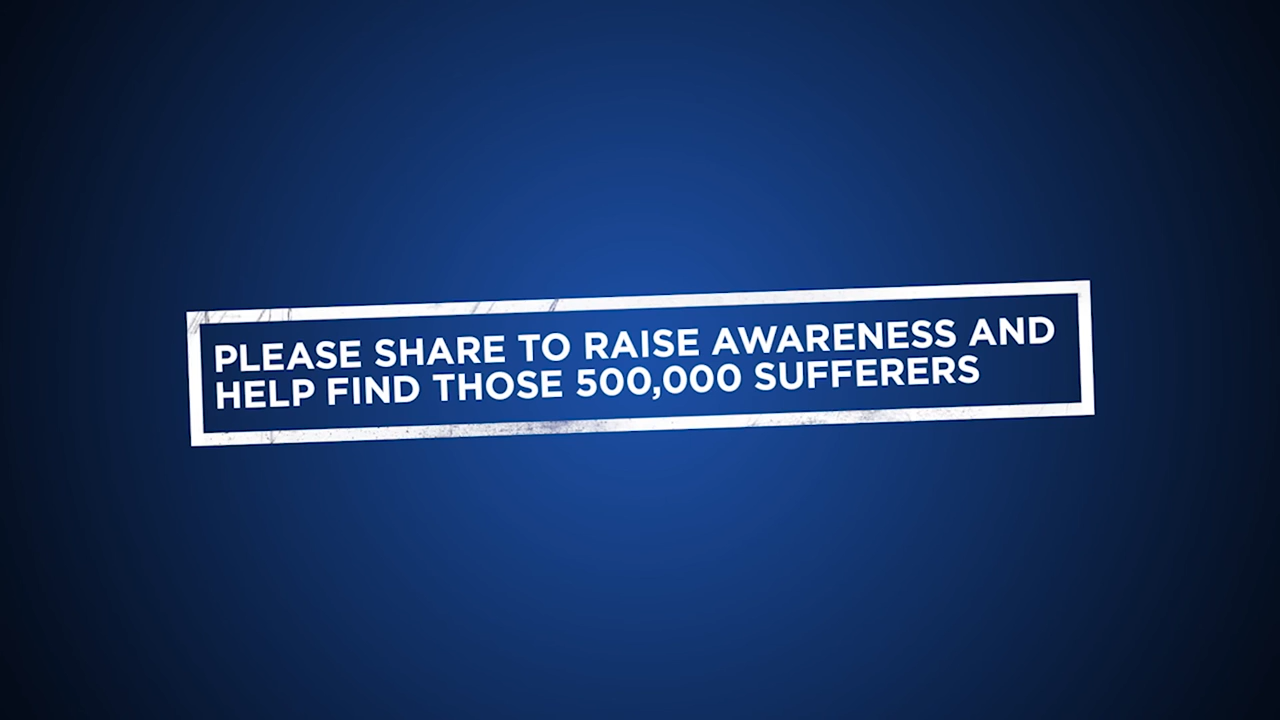 PLEASE SHARE TO RAISE AWARENESS AND
HELP FIND THOSE 500,000 SUFFERERS